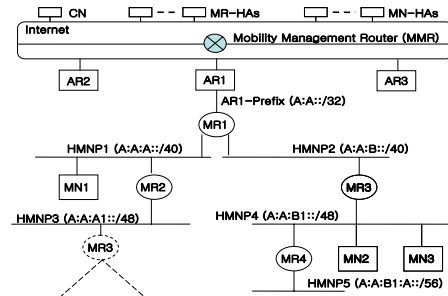 CN
MR-HAs
MN-HAs
Internet
Mobility Management Router (MMR)
AR2
AR1
AR3
AR1-Prefix (A:A::/32)
MR1
HMNP1 (A:A:A::/40)
HMNP2 (A:A:B::/40)
MN1
MR2
MR3
HMNP3 (A:A:A1::/48)
HMNP4 (A:A:B1::/48)
MR3
MR4
MN2
MN3
HMNP5 (A:A:B1:A::/56)